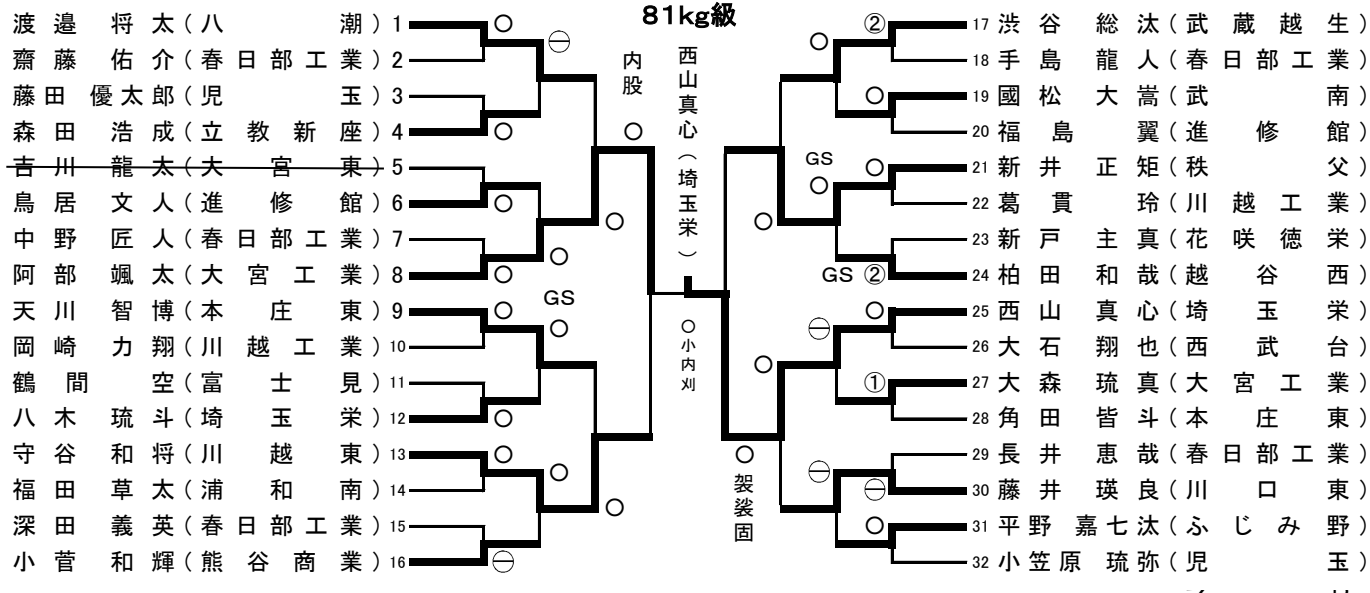 81kg級
渡邉 将太(八潮) 1 ○
齋藤 佑介(春日部工業) 2
藤田 優太郎(児玉) 3
森田 浩成(立教新座) 4 ○
吉川 龍太(大宮東) 5
鳥居 文人(進修館) 6 ○
中野 匠人(春日部工業) 7
阿部 颯太(大宮工業) 8 ○
天川 智博(本庄東) 9 ○
岡崎 力翔(川越工業) 10
鶴間 空(富士見) 11
八木 琉斗(埼玉栄) 12 ○
守谷 和将(川越東) 13 ○
福田 草太(浦和南) 14
深田 義英(春日部工業) 15
小菅 和輝(熊谷商業) 16 ⊖
⊖
○
GS
○
○
○
○
内股
○
西山真心(埼玉栄)
○小内刈
○
袈裟固
○
○
○
GS
○
⊖
⊖
② 17 渋谷 総汰(武蔵越生)
18 手島 龍人(春日部工業)
○ 19 國松 大嵩(武南)
20 福島 翼(進修館)
○ 21 新井 正矩(秩父)
22 葛貫 玲(川越工業)
23 新戸 主真(花咲徳栄)
GS ② 24 柏田 和哉(越谷西)
○ 25 西山 真心(埼玉栄)
26 大石 翔也(西武台)
① 27 大森 琉真(大宮工業)
28 角田 皆斗(本庄東)
29 長井 恵哉(春日部工業)
⊖ 30 藤井 瑛良(川口東)
○ 31 平野 嘉七汰(ふじみ野)
32 小笠原 琉弥(児玉)